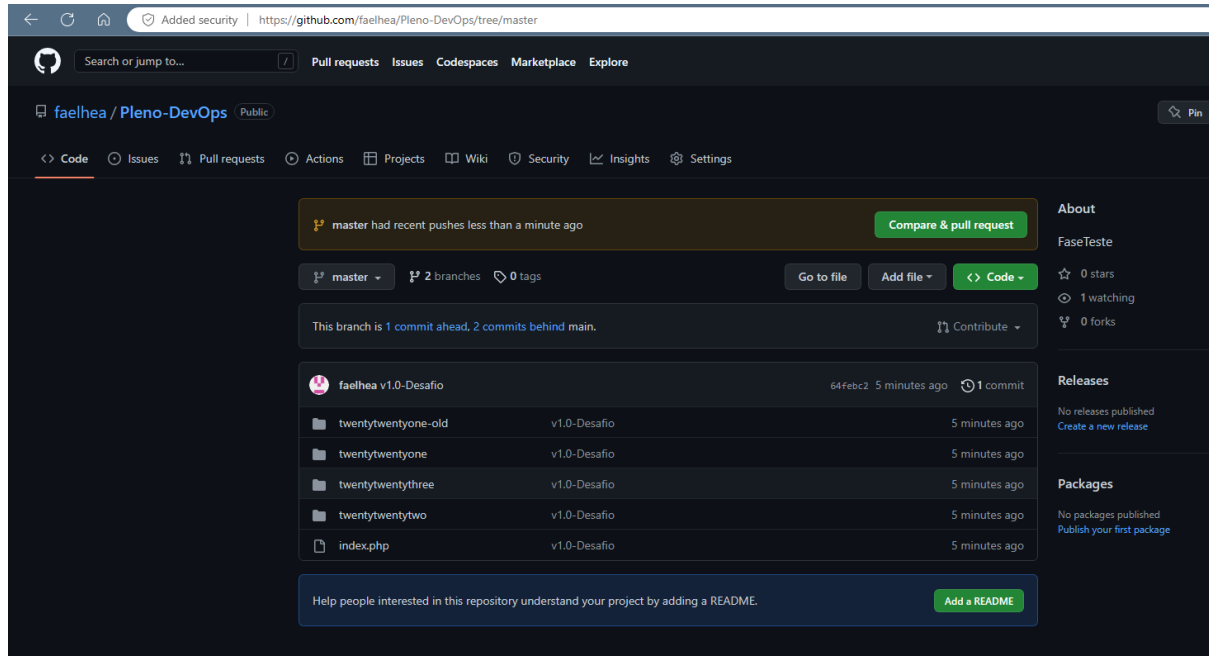 Added security https://github.com/faelhea/Pleno-DevOps/tree/master
Search or jump to... / Pull requests Issues Codespaces Marketplace Explore
faelhea / Pleno-DevOps Public
Pin
Code Issues Pull requests Actions Projects Wiki Security Insights Settings
master had recent pushes less than a minute ago Compare & pull request
master 2 branches 0 tags Go to file Add file Code
This branch is 1 commit ahead, 2 commits behind main. Contribute
faelhea v1.0-Desafio 64febc2 5 minutes ago 1 commit
twentytwentyone-old v1.0-Desafio 5 minutes ago
twentytwentyone v1.0-Desafio 5 minutes ago
twentytwentythree v1.0-Desafio 5 minutes ago
twentytwentytwo v1.0-Desafio 5 minutes ago
index.php v1.0-Desafio 5 minutes ago
Help people interested in this repository understand your project by adding a README. Add a README
About
FaseTeste
0 stars
1 watching
0 forks
Releases
No releases published
Create a new release
Packages
No packages published
Publish your first package